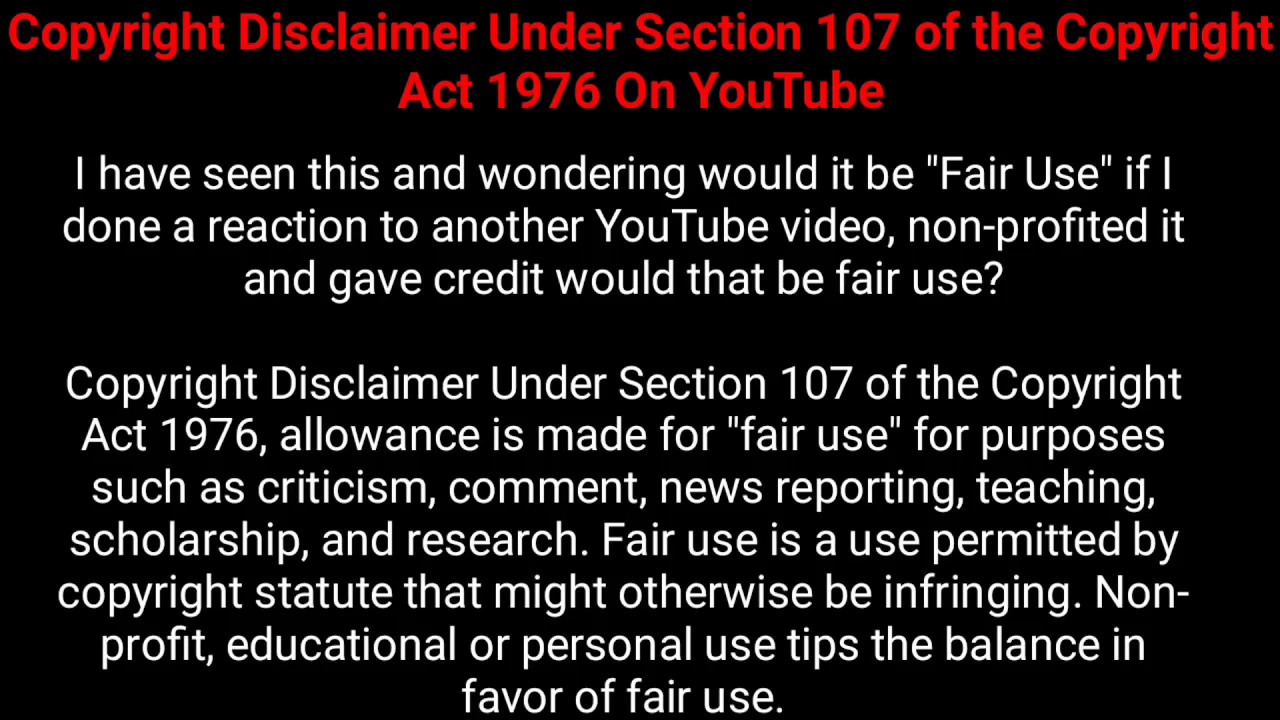 Copyright Disclaimer Under Section 107 of the Copyright
Act 1976 On YouTube
I have seen this and wondering would it be "Fair Use" if I
done a reaction to another YouTube video, non-profited it
and gave credit would that be fair use?
Copyright Disclaimer Under Section 107 of the Copyright
Act 1976, allowance is made for "fair use" for purposes
such as criticism, comment, news reporting, teaching,
scholarship, and research. Fair use is a use permitted by
copyright statute that might otherwise be infringing. Non-
profit, educational or personal use tips the balance in
favor of fair use.